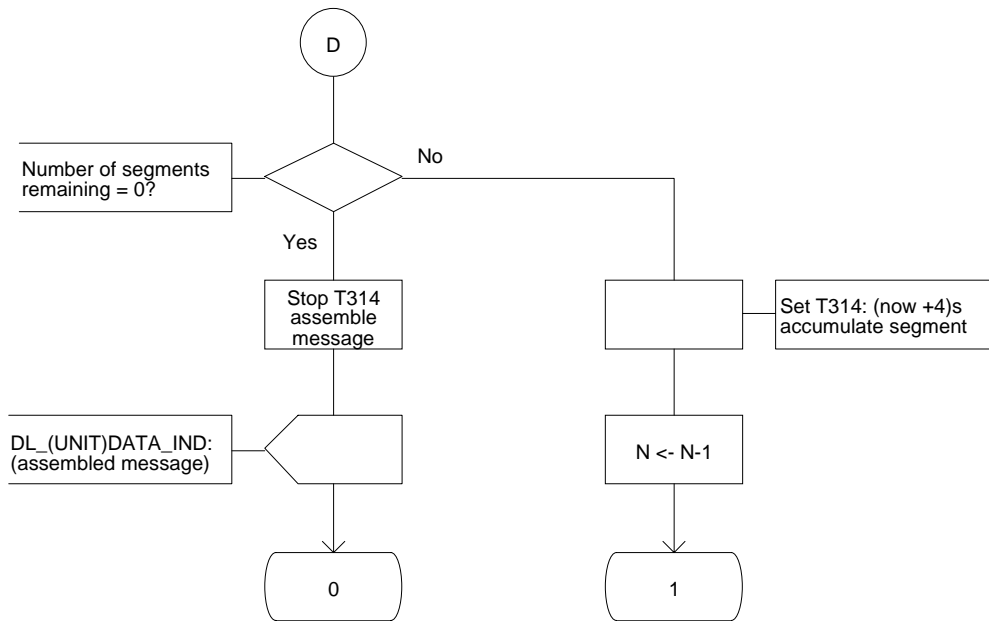 D
Number of segments
remaining = 0?
No
Yes
Stop T314
assemble
message
Set T314: (now +4)s
accumulate segment
DL_(UNIT)DATA_IND:
(assembled message)
N <- N-1
0
1